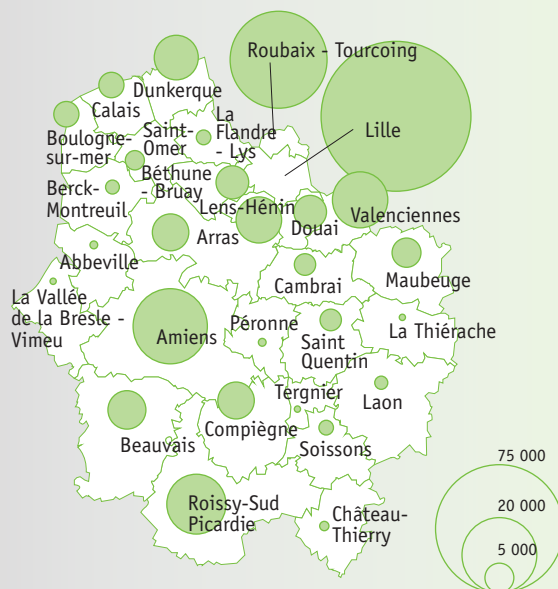 Roubaix - Tourcoing
Dunkerque
Calais
La
Flandre
- Lys
Lille
Saint-
Omer
Boulogne-
sur-mer
Béthune
- Bruay
Berck-
Montreuil
Lens-Hénin
Douai
Valenciennes
Arras
Abbeville
Cambrai
Maubeuge
La Vallée
de la Bresle -
Vimeu
Amiens
Péronne
Saint
Quentin
La Thiérache
Tergnier
Laon
Beauvais
Compiègne
Soissons
Roissy-Sud
Picardie
Château-
Thierry
75 000
20 000
5 000